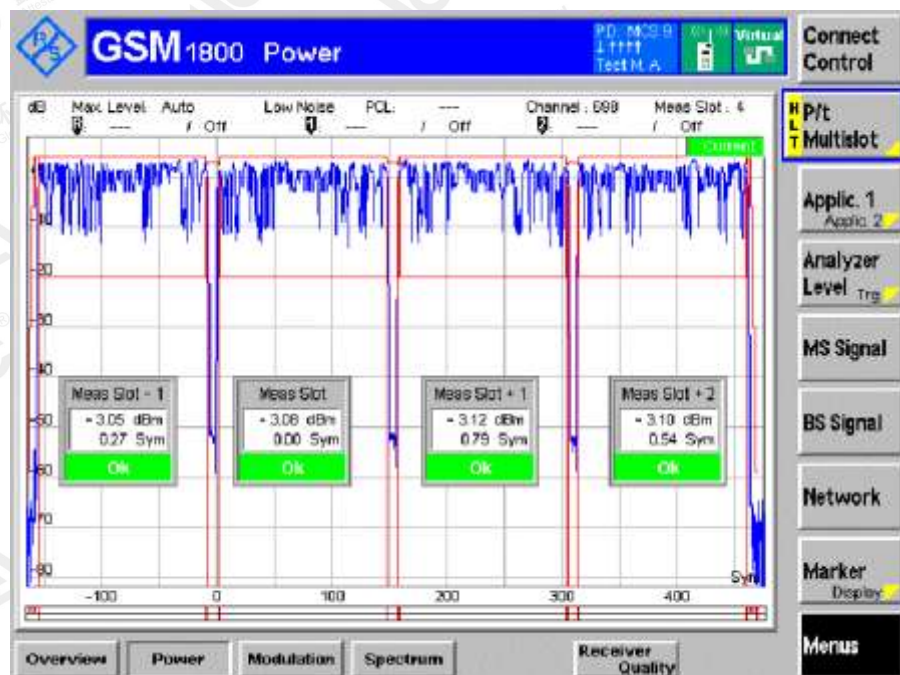 GSM 1800 Power
P.D. MCS 9
Test M. A
Virtual
Connect Control
dB Max. Level: Auto Low Noise PCL: --- Channel : 699 Meas Slot : 4
--- / Off 1 --- / Off 2 --- / Off
Current
H L T
P/t Multislot
Applic. 1
Applic. 2
Analyzer Level Trg
MS Signal
BS Signal
Network
Marker
Display
Menus
-10
-20
-30
-40
-50
-60
-70
-80
Meas Slot - 1
- 3.05 dBm
0.27 Sym
Ok
Meas Slot
- 3.08 dBm
0.00 Sym
Ok
Meas Slot + 1
- 3.12 dBm
0.79 Sym
Ok
Meas Slot + 2
- 3.10 dBm
0.54 Sym
Ok
Sym
-100 0 100 200 300 400
Overview Power Modulation Spectrum Receiver Quality